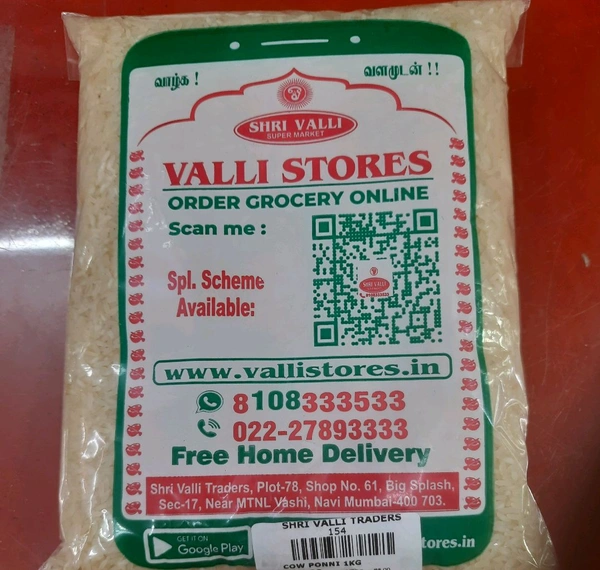 வாழ்க ! வளமுடன் !!
SHRI VALLI
SUPER MARKET
VALLI STORES
ORDER GROCERY ONLINE
Scan me :
SHRI VALLI
Spl. Scheme
Available:
www.vallistores.in
8108333533
022-27893333
Free Home Delivery
Shri Valli Traders, Plot-78, Shop No. 61, Big Splash,
Sec-17, Near MTNL Vashi, Navi Mumbai-400 703.
GET IT ON
Google Play
tores.in
SHRI VALLI TRADERS
154
COW PONNI 1KG